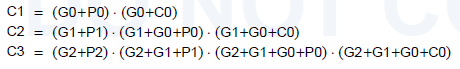 C1 = (G0+P0) · (G0+C0)
C2 = (G1+P1) · (G1+G0+P0) · (G1+G0+C0)
C3 = (G2+P2) · (G2+G1+P1) · (G2+G1+G0+P0) · (G2+G1+G0+C0)